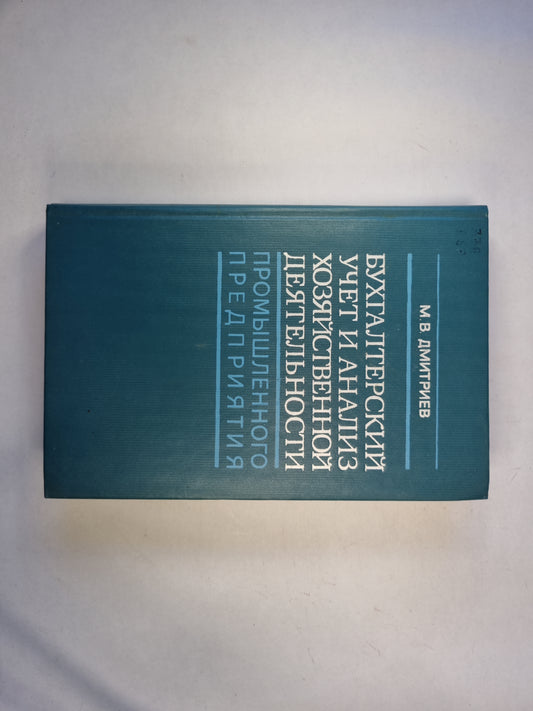 М.В. ДМИТРИЕВ
БУХГАЛТЕРСКИЙ
УЧЕТ И АНАЛИЗ
ХОЗЯЙСТВЕННОЙ
ДЕЯТЕЛЬНОСТИ
ПРОМЫШЛЕННОГО
ПРЕДПРИЯТИЯ